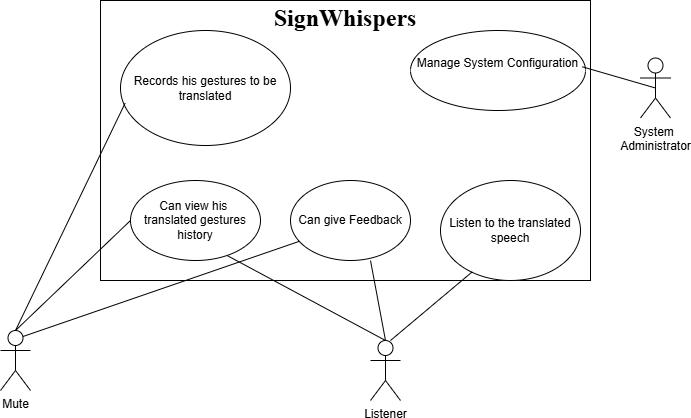 SignWhispers
Records his gestures to be
translated
Manage System Configuration
System
Administrator
Can view his
translated gestures
history
Can give Feedback
Listen to the translated
speech
Mute
Listener